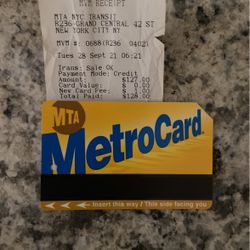 MVM RECEIPT
MTA NYC TRANSIT
R236-GRAND CENTRAL 42 ST
NEW YORK CITY NY
MVM #: 0688(R236 0402)
Tues 28 Sept 21 06:21
Trans: Sale OK
Payment Mode: Credit
Amount: $127.00
Card Value: $ 0.00
New Card Fee: $ 1.00
Total Paid: $128.00
MTA
MetroCard
Insert this way / This side facing you